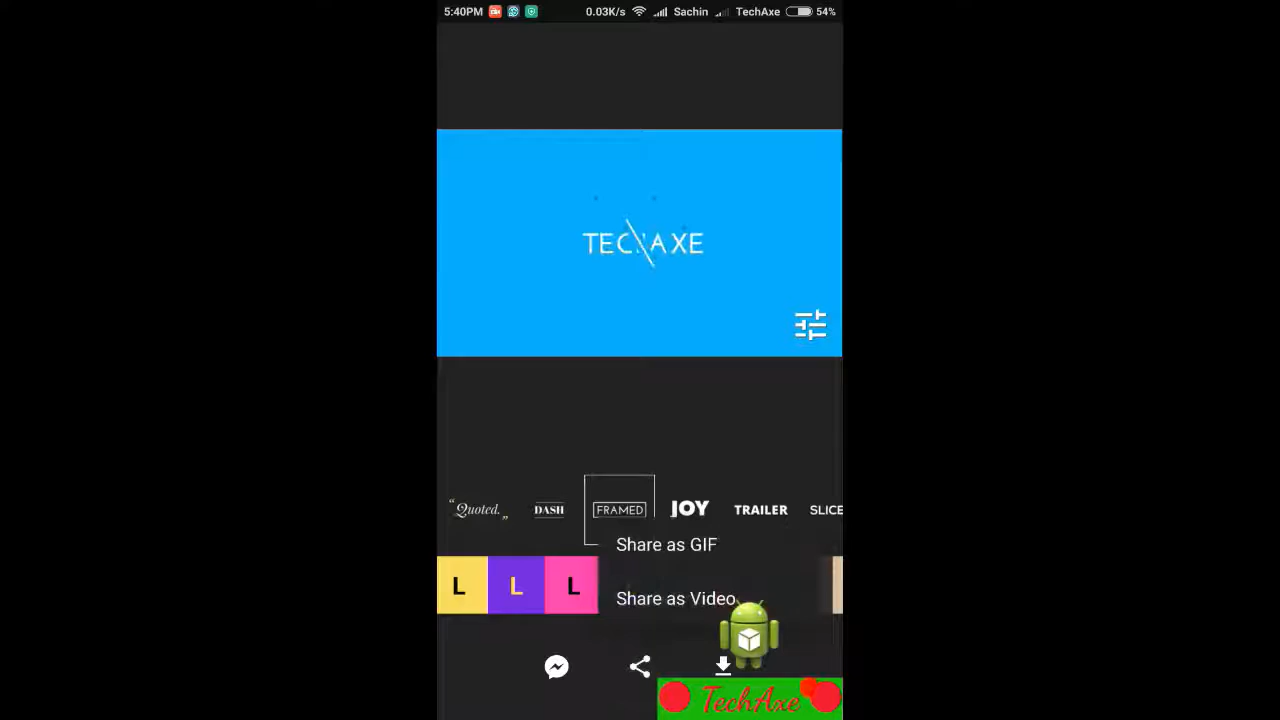 5:40PM 0.03K/s Sachin TechAxe 54%
TECHAXE
“Quoted.„ DASH FRAMED JOY TRAILER SLICE
Share as GIF
L L L
Share as Video
TechAxe